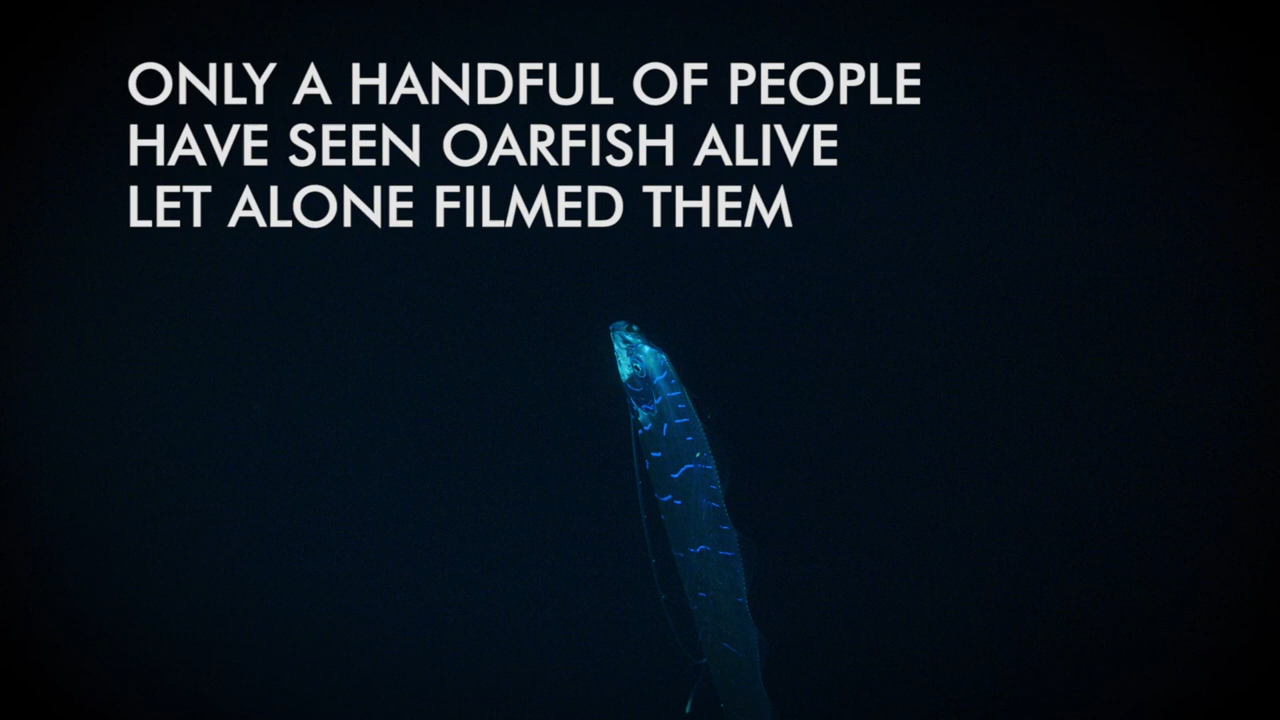 ONLY A HANDFUL OF PEOPLE
HAVE SEEN OARFISH ALIVE
LET ALONE FILMED THEM